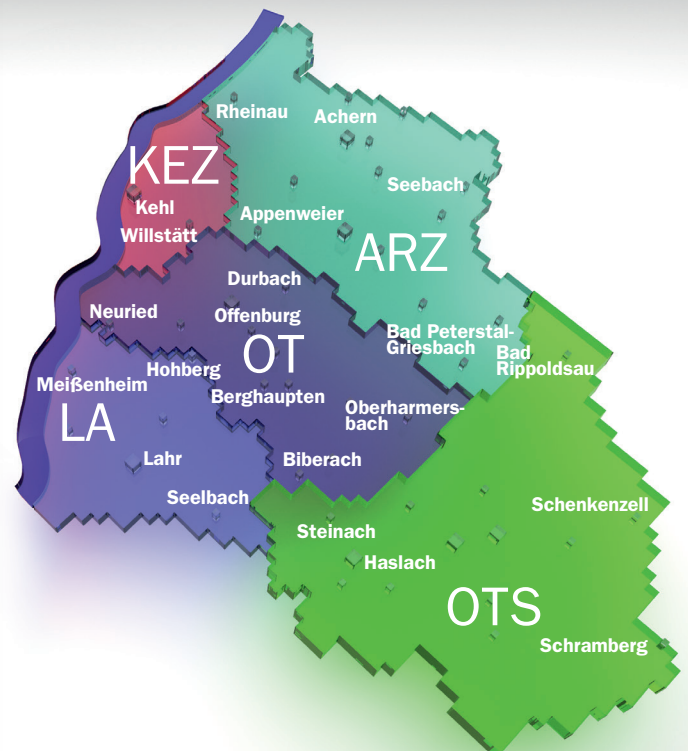 Rheinau
Achern
KEZ
Seebach
Kehl
Appenweier
Willstätt
ARZ
Durbach
Neuried
Offenburg
Bad Peterstal-
Griesbach
Bad
Rippoldsau
OT
Hohberg
Meißenheim
Berghaupten
Oberharmers-
bach
LA
Lahr
Biberach
Seelbach
Schenkenzell
Steinach
Haslach
OTS
Schramberg